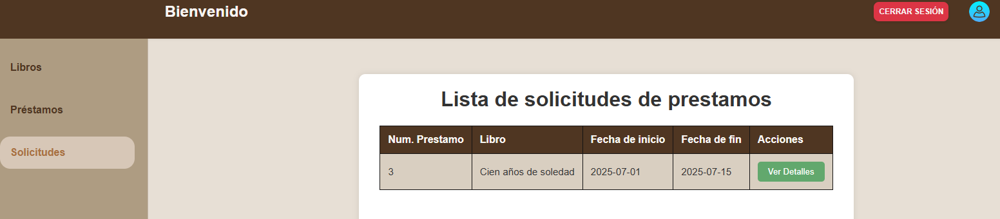 Bienvenido
CERRAR SESIÓN
Libros
Préstamos
Solicitudes
Lista de solicitudes de prestamos
Num. Prestamo Libro Fecha de inicio Fecha de fin Acciones
3 Cien años de soledad 2025-07-01 2025-07-15 Ver Detalles